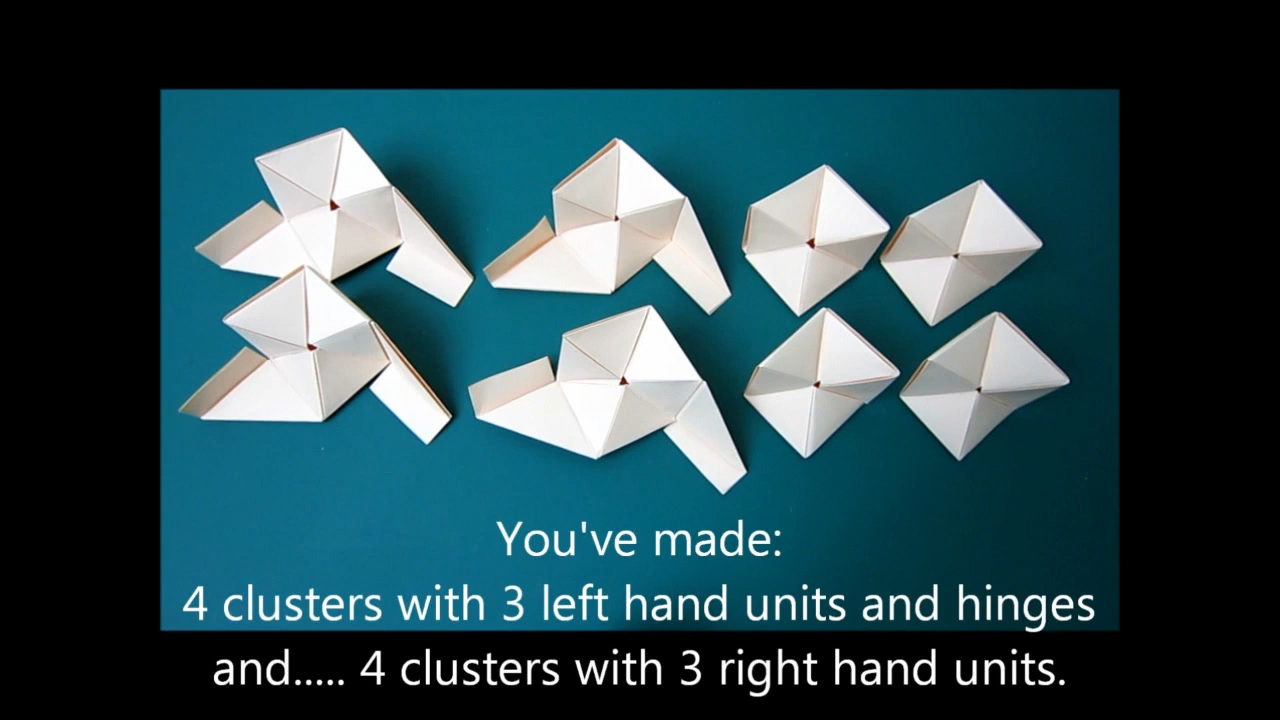 You've made:
4 clusters with 3 left hand units and hinges
and..... 4 clusters with 3 right hand units.